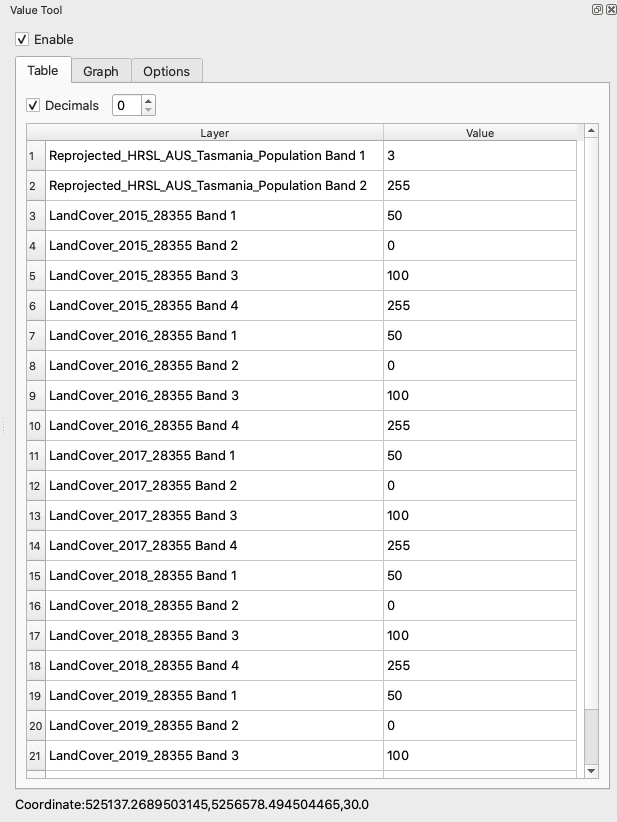 Value Tool
Enable
Table Graph Options
Decimals 0
Layer Value
1 Reprojected_HRSL_AUS_Tasmania_Population Band 1 3
2 Reprojected_HRSL_AUS_Tasmania_Population Band 2 255
3 LandCover_2015_28355 Band 1 50
4 LandCover_2015_28355 Band 2 0
5 LandCover_2015_28355 Band 3 100
6 LandCover_2015_28355 Band 4 255
7 LandCover_2016_28355 Band 1 50
8 LandCover_2016_28355 Band 2 0
9 LandCover_2016_28355 Band 3 100
10 LandCover_2016_28355 Band 4 255
11 LandCover_2017_28355 Band 1 50
12 LandCover_2017_28355 Band 2 0
13 LandCover_2017_28355 Band 3 100
14 LandCover_2017_28355 Band 4 255
15 LandCover_2018_28355 Band 1 50
16 LandCover_2018_28355 Band 2 0
17 LandCover_2018_28355 Band 3 100
18 LandCover_2018_28355 Band 4 255
19 LandCover_2019_28355 Band 1 50
20 LandCover_2019_28355 Band 2 0
21 LandCover_2019_28355 Band 3 100
Coordinate:525137.2689503145,5256578.494504465,30.0